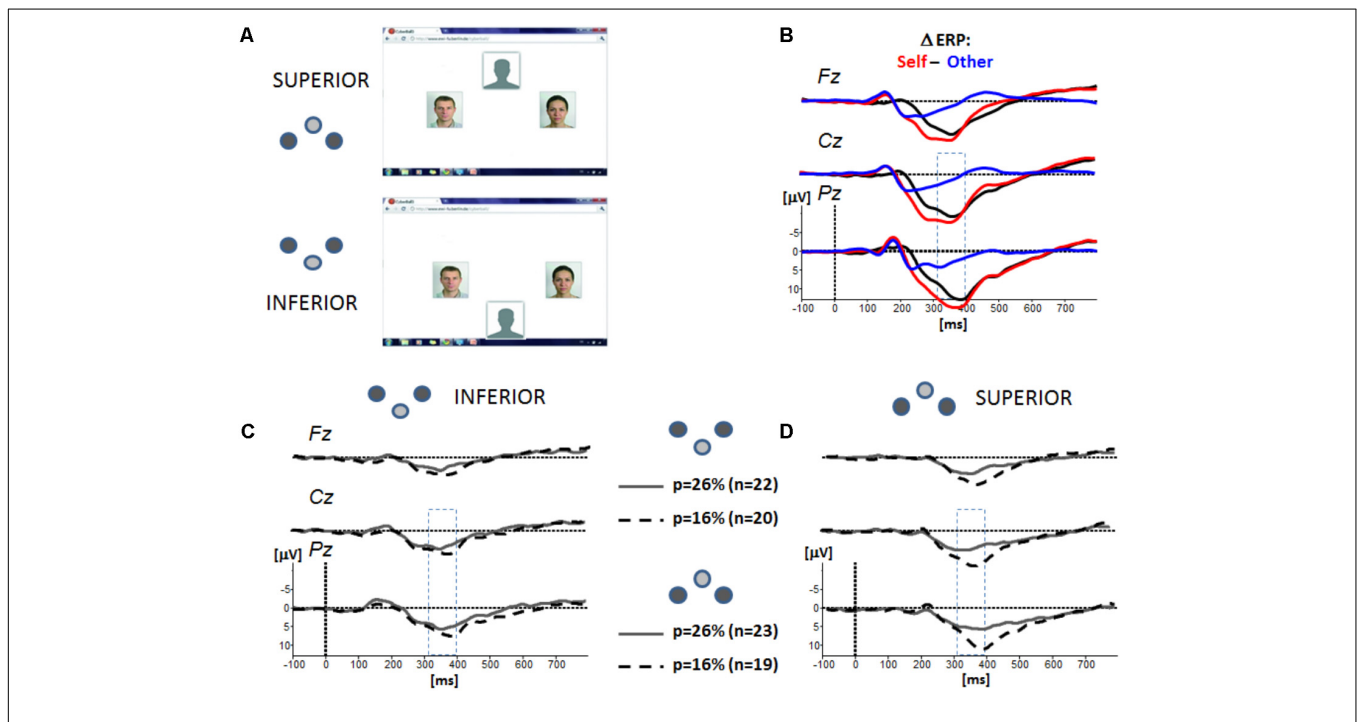 A
SUPERIOR
INFERIOR
B
Δ ERP:
Self – Other
Fz
Cz
[µV] Pz
-5
0
5
10
-100 0 100 200 300 400 500 600 700
[ms]
INFERIOR
C
Fz
Cz
[µV] Pz
-5
0
5
10
-100 0 100 200 300 400 500 600 700
[ms]
p=26% (n=22)
p=16% (n=20)
p=26% (n=23)
p=16% (n=19)
SUPERIOR
D
[µV]
-5
0
5
10
-100 0 100 200 300 400 500 600 700
[ms]